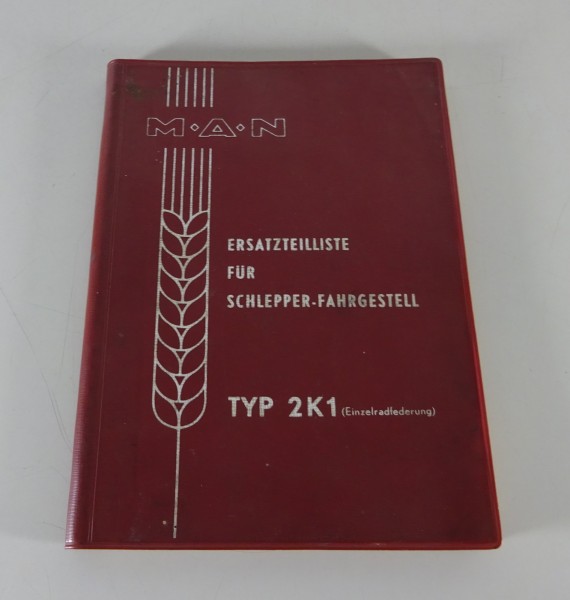 M·A·N
ERSATZTEILLISTE
FÜR
SCHLEPPER-FAHRGESTELL
TYP 2K1 (Einzelradfederung)